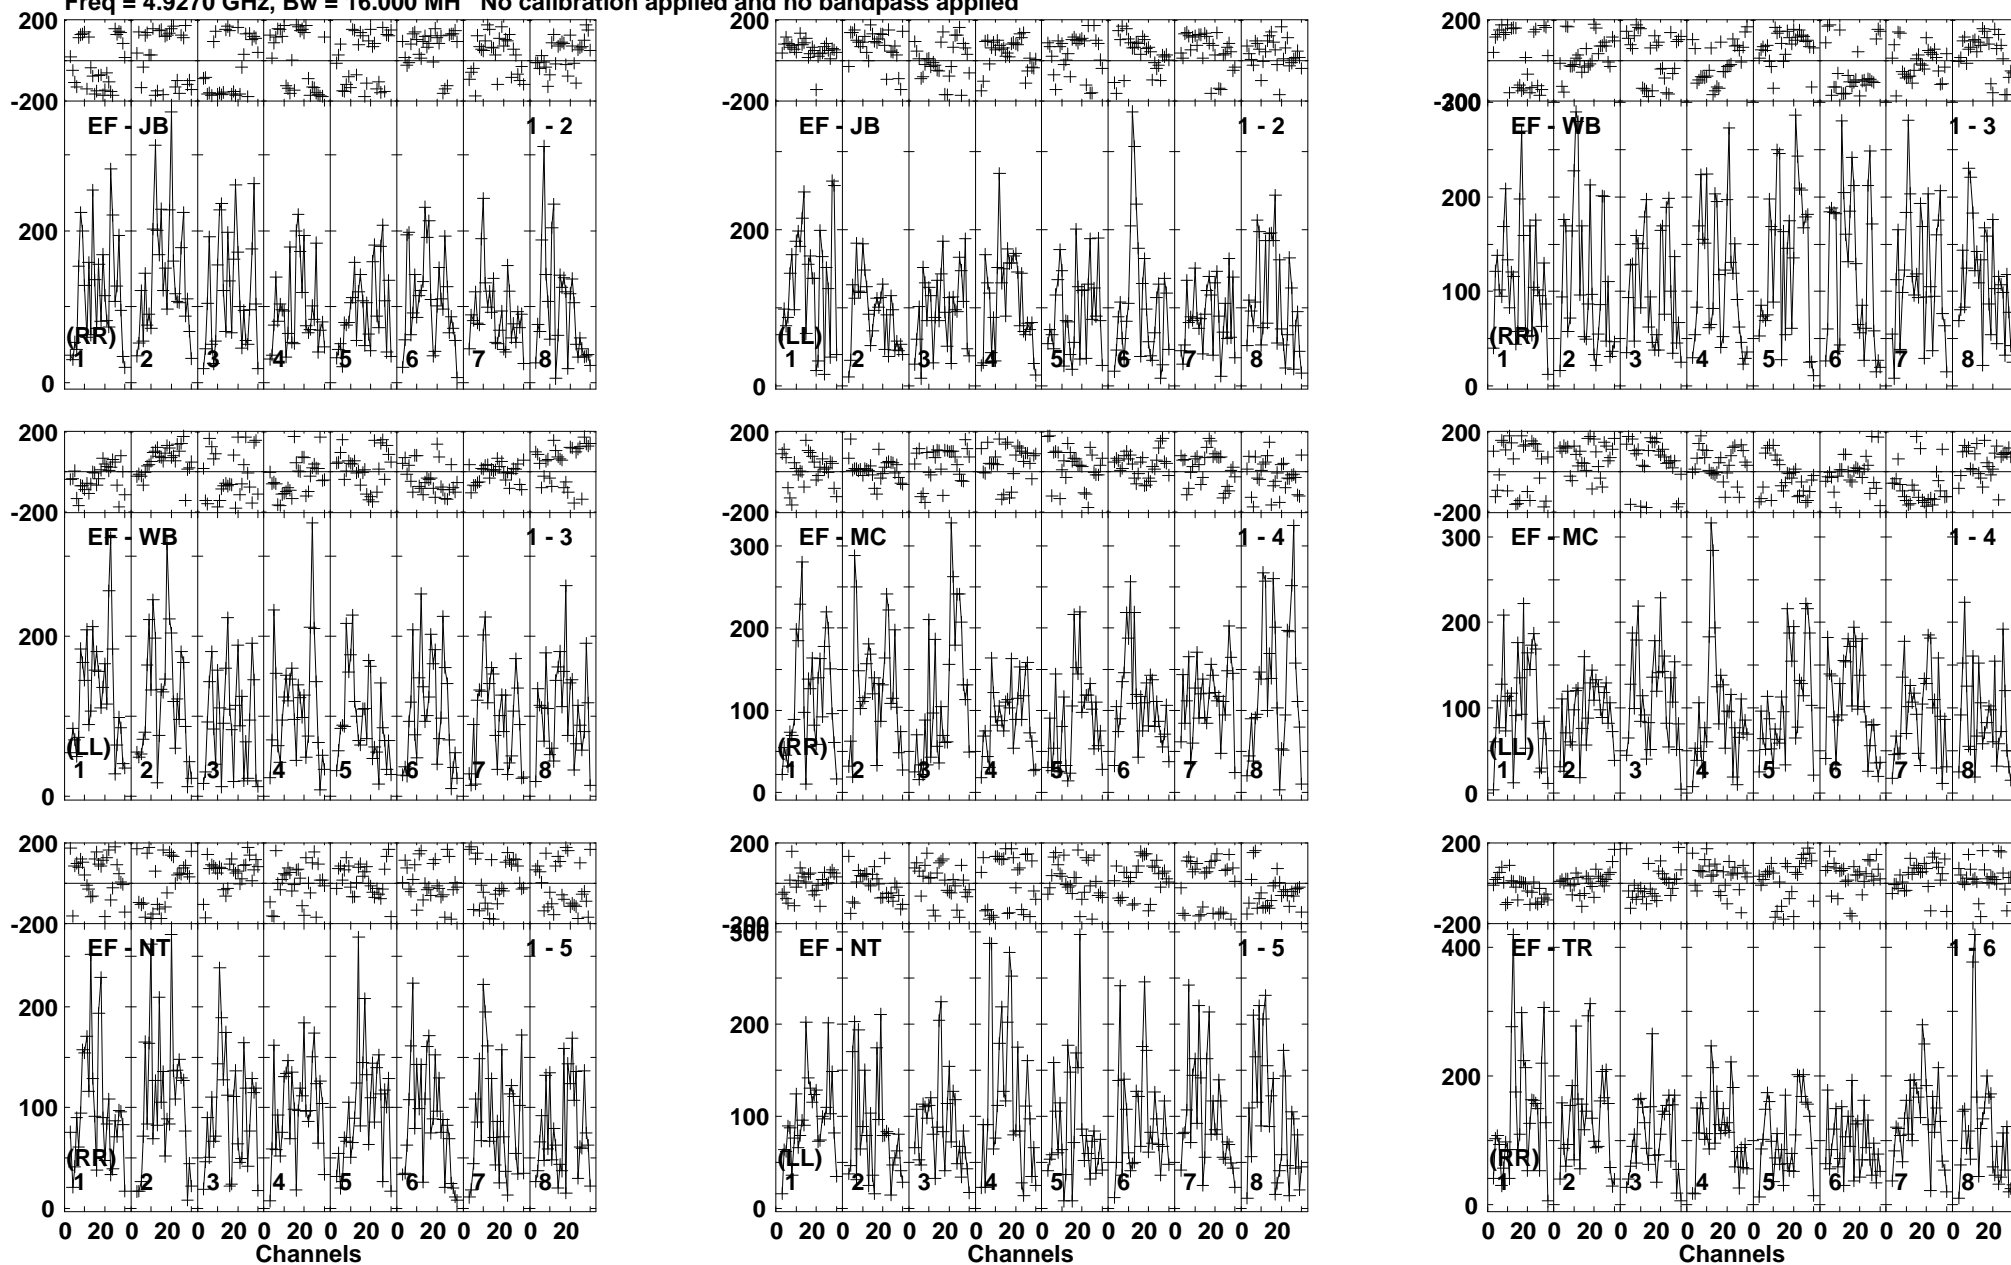 Freq = 4.9270 GHz, Bw = 16.000 MH   No calibration applied and no bandpass applied
200 200 200
-200 -200 -200
300
EF - JB 1 - 2 EF - JB 1 - 2 EF - WB 1 - 3
200 200 200
100
(RR) (LL) (RR)
1 2 3 4 5 6 7 8 1 2 3 4 5 6 7 8 1 2 3 4 5 6 7 8
0 0 0
200 200 200
-200 -200 -200
EF - WB 1 - 3 EF - MC 1 - 4 EF - MC 1 - 4
300 300
200 200 200
100 100
(LL) (RR) (LL)
1 2 3 4 5 6 7 8 1 2 3 4 5 6 7 8 1 2 3 4 5 6 7 8
0 0 0
200 200 200
-200 -200 -200
300
EF - NT 1 - 5 EF - NT 1 - 5 EF - TR 1 - 6
400
200 200 200
100 100
(RR) (LL) (RR)
1 2 3 4 5 6 7 8 1 2 3 4 5 6 7 8 1 2 3 4 5 6 7 8
0 0 0
0 20 0 20 0 20 0 20 0 20 0 20 0 20 0 20 0 20 0 20 0 20 0 20 0 20 0 20 0 20 0 20 0 20 0 20 0 20 0 20 0 20 0 20 0 20 0 20
Channels Channels Channels